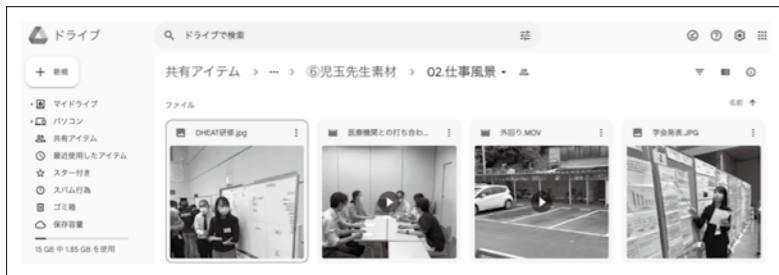 ドライブ
ドライブで検索
+ 新規
共有アイテム > … > ⑥児玉先生素材 > 02.仕事風景
マイドライブ
パソコン
共有アイテム
最近使用したアイテム
スター付き
スパム行為
ゴミ箱
保存容量
15 GB 中 1.85 GB を使用
ファイル
名前 ↑
DHEAT研修.jpg
医療機関との打ち合わ...
外回り.MOV
学会発表.JPG